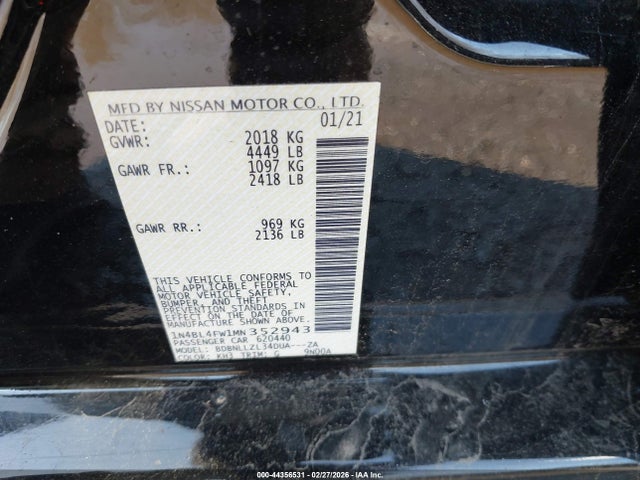 MFD BY NISSAN MOTOR CO., LTD.
DATE: 01/21
GVWR: 2018 KG
4449 LB
GAWR FR.: 1097 KG
2418 LB
GAWR RR.: 969 KG
2136 LB
THIS VEHICLE CONFORMS TO
ALL APPLICABLE FEDERAL
MOTOR VEHICLE SAFETY,
BUMPER, AND THEFT
PREVENTION STANDARDS IN
EFFECT ON THE DATE OF
MANUFACTURE SHOWN ABOVE.
1N4BL4FW1MN352943
PASSENGER CAR 620440
MODEL: BDBNLLZL34DUA---ZA
COLOR: KH3 TRIM: G 9N00A
000-44356531 - 02/27/2026 - IAA Inc.